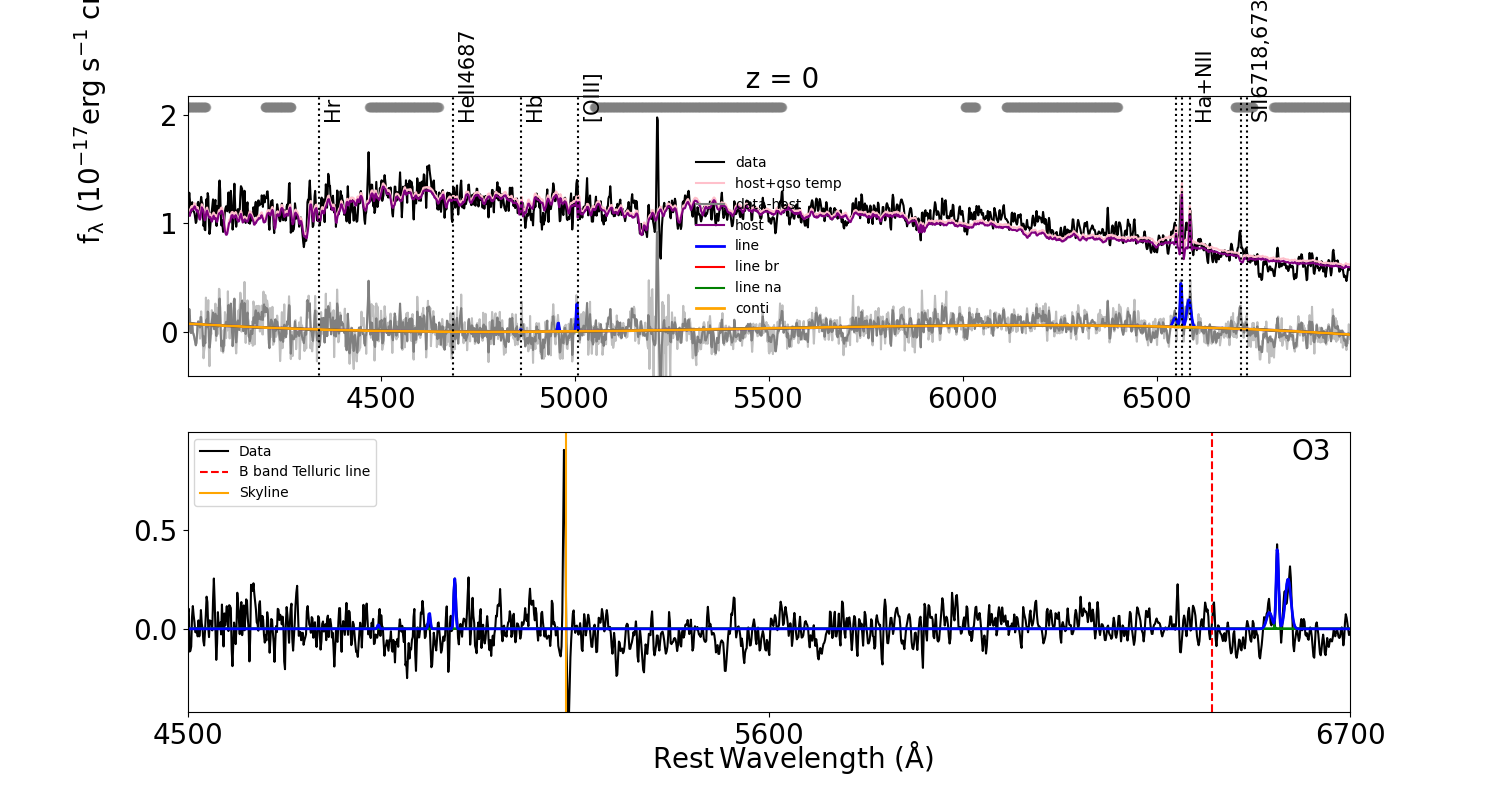 z = 0
f_λ (10^−17 erg s^−1 c
Hr
HeII4687
Hb
[OIII]
Ha+NII
SII6718,673
2
1
0
data
host+qso temp
data-host
host
line
line br
line na
conti
4500
5000
5500
6000
6500
Data
B band Telluric line
Skyline
O3
0.5
0.0
4500
5600
6700
Rest Wavelength (Å)